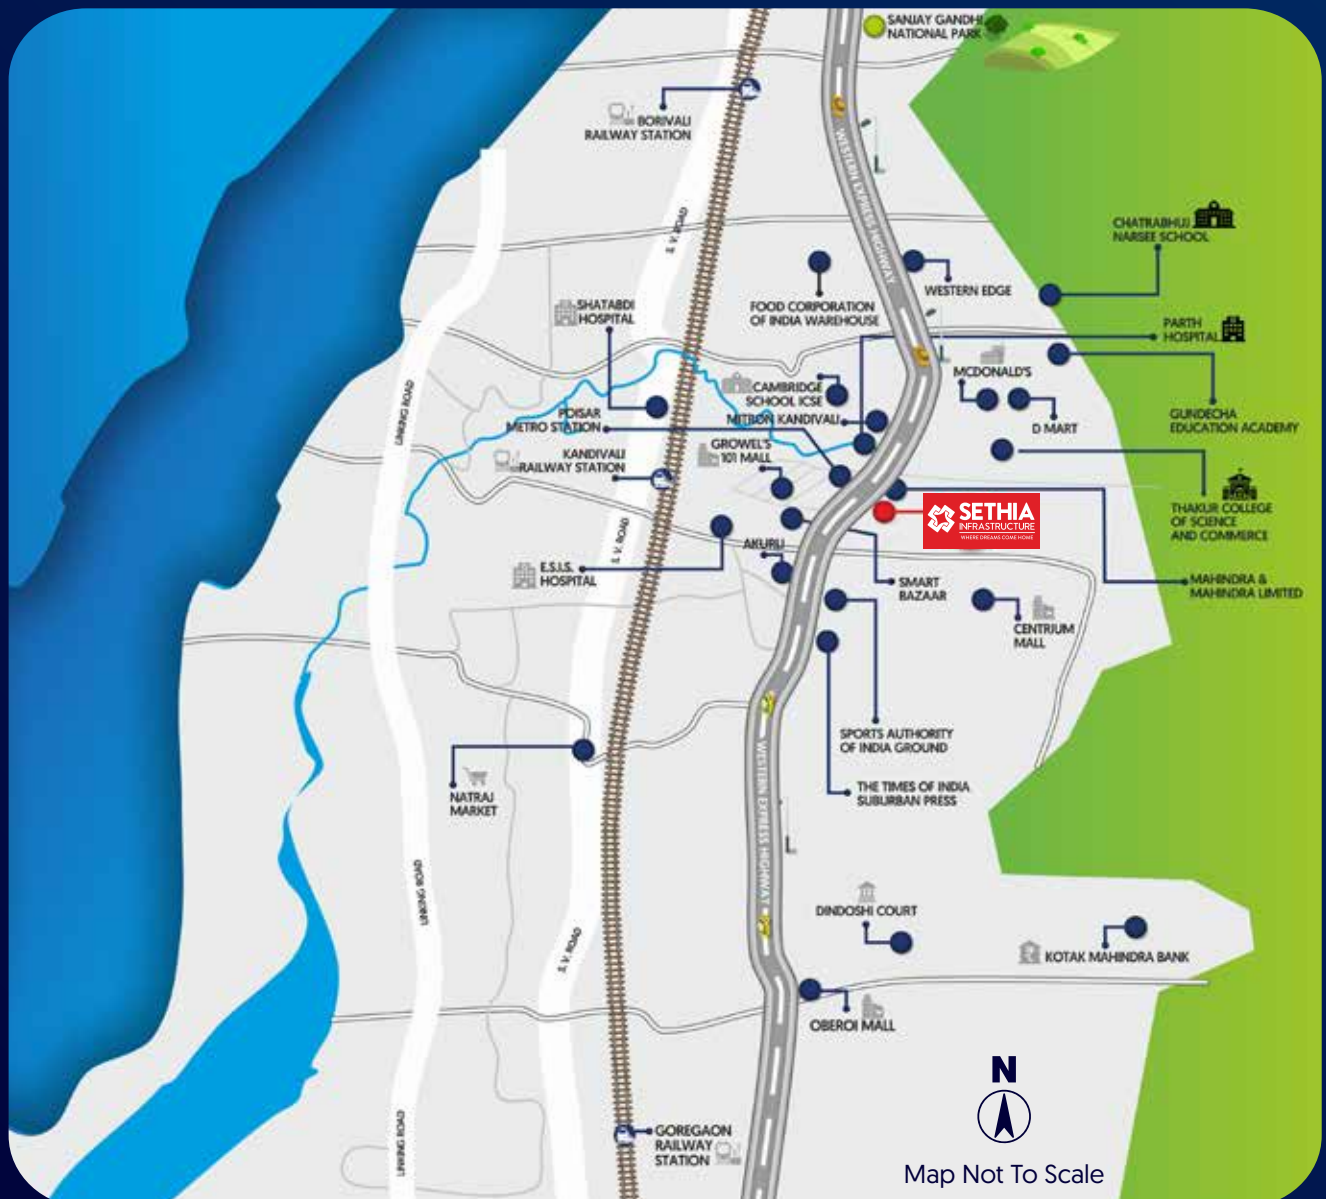 SANJAY GANDHI
NATIONAL PARK
BORIVALI
RAILWAY STATION
WESTERN EXPRESS HIGHWAY
S. V. ROAD
CHATRABHUJ
NARSEE SCHOOL
WESTERN EDGE
FOOD CORPORATION
OF INDIA WAREHOUSE
SHATABDI
HOSPITAL
PARTH
HOSPITAL
MCDONALD'S
CAMBRIDGE
SCHOOL ICSE
LINKING ROAD
POISAR
METRO STATION
MITRON KANDIVALI
D MART
GUNDECHA
EDUCATION ACADEMY
GROWEL'S
101 MALL
KANDIVALI
RAILWAY STATION
THAKUR COLLEGE
OF SCIENCE
AND COMMERCE
SETHIA
INFRASTRUCTURE
WHERE DREAMS COME HOME
S. V. ROAD
AKURLI
E.S.I.S.
HOSPITAL
SMART
BAZAAR
MAHINDRA &
MAHINDRA LIMITED
CENTRIUM
MALL
SPORTS AUTHORITY
OF INDIA GROUND
THE TIMES OF INDIA
SUBURBAN PRESS
WESTERN EXPRESS HIGHWAY
NATRAJ
MARKET
LINKING ROAD
DINDOSHI COURT
S. V. ROAD
KOTAK MAHINDRA BANK
OBEROI MALL
N
LINKING ROAD
GOREGAON
RAILWAY
STATION
Map Not To Scale